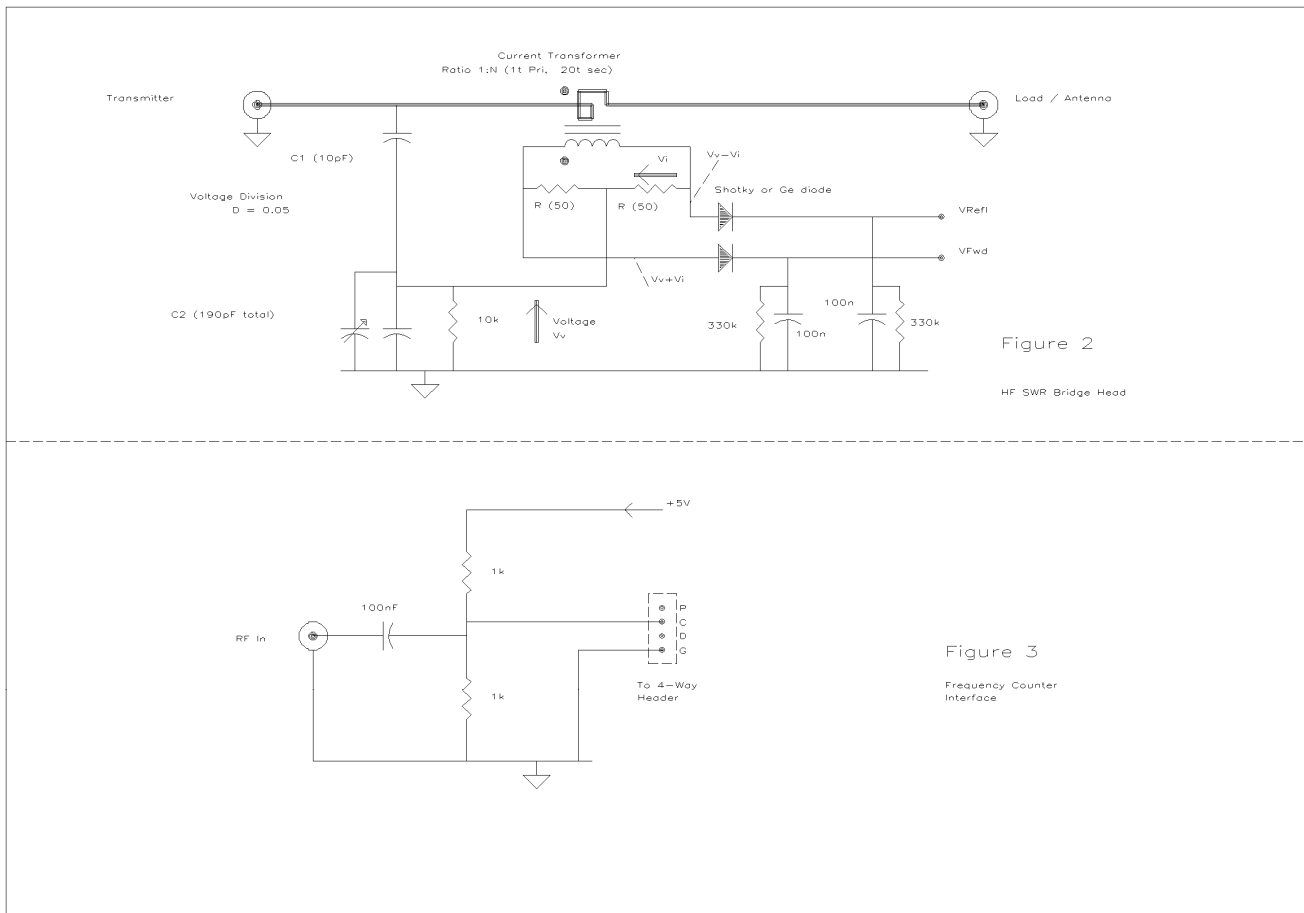 Current Transformer
Ratio 1:N (1t Pri, 20t sec)
Transmitter
Load / Antenna
C1 (10pF)
Vi
Vv-Vi
Voltage Division
D = 0.05
Shotky or Ge diode
R (50)
R (50)
VRefl
VFwd
Vv+Vi
C2 (190pF total)
10k
Voltage
Vv
330k
100n
100n
330k
Figure 2
HF SWR Bridge Head
+5V
1k
100nF
RF In
P
C
D
G
1k
To 4-Way
Header
Figure 3
Frequency Counter
Interface